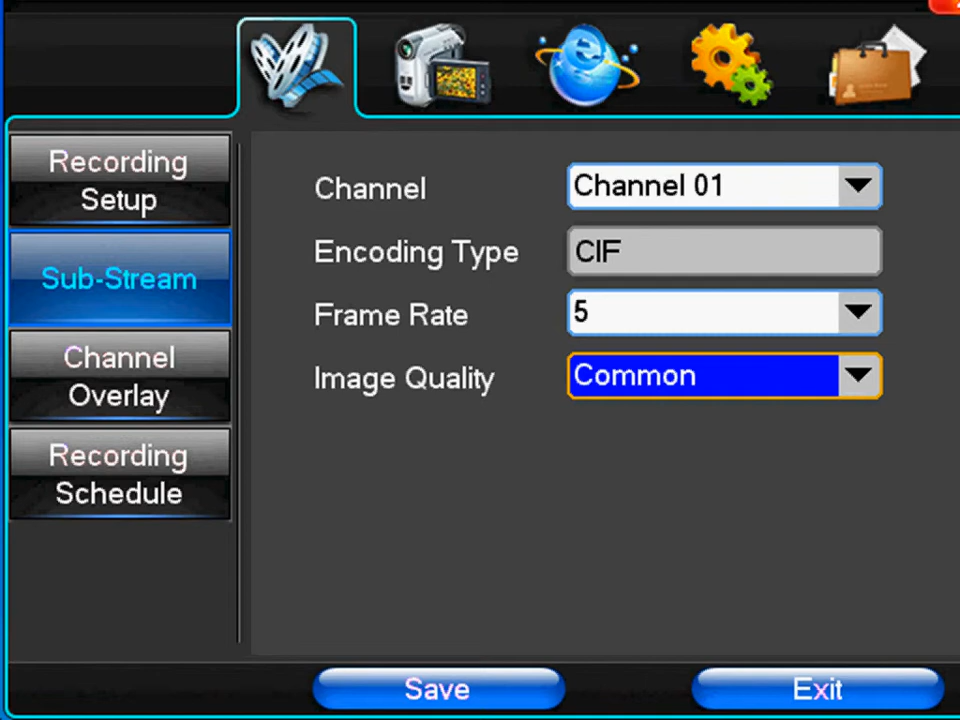 Recording
Setup
Sub-Stream
Channel
Overlay
Recording
Schedule
Channel
Channel 01
Encoding Type
CIF
Frame Rate
5
Image Quality
Common
Save
Exit